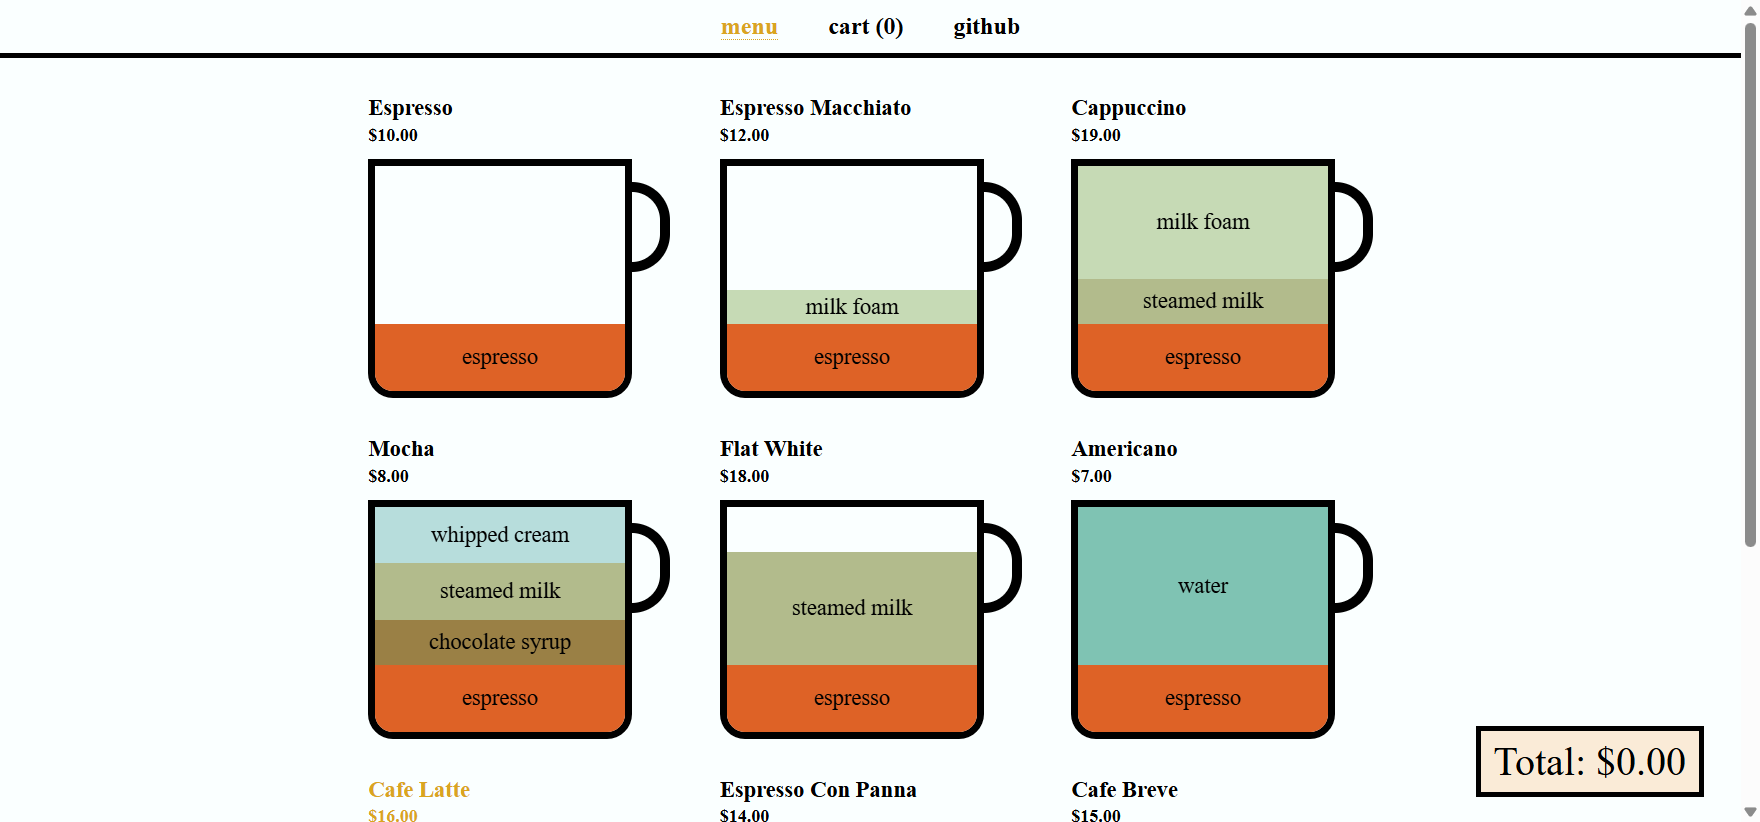 menu cart (0) github
Espresso
$10.00
espresso
Espresso Macchiato
$12.00
milk foam
espresso
Cappuccino
$19.00
milk foam
steamed milk
espresso
Mocha
$8.00
whipped cream
steamed milk
chocolate syrup
espresso
Flat White
$18.00
steamed milk
espresso
Americano
$7.00
water
espresso
Cafe Latte
$16.00
Espresso Con Panna
$14.00
Cafe Breve
$15.00
Total: $0.00